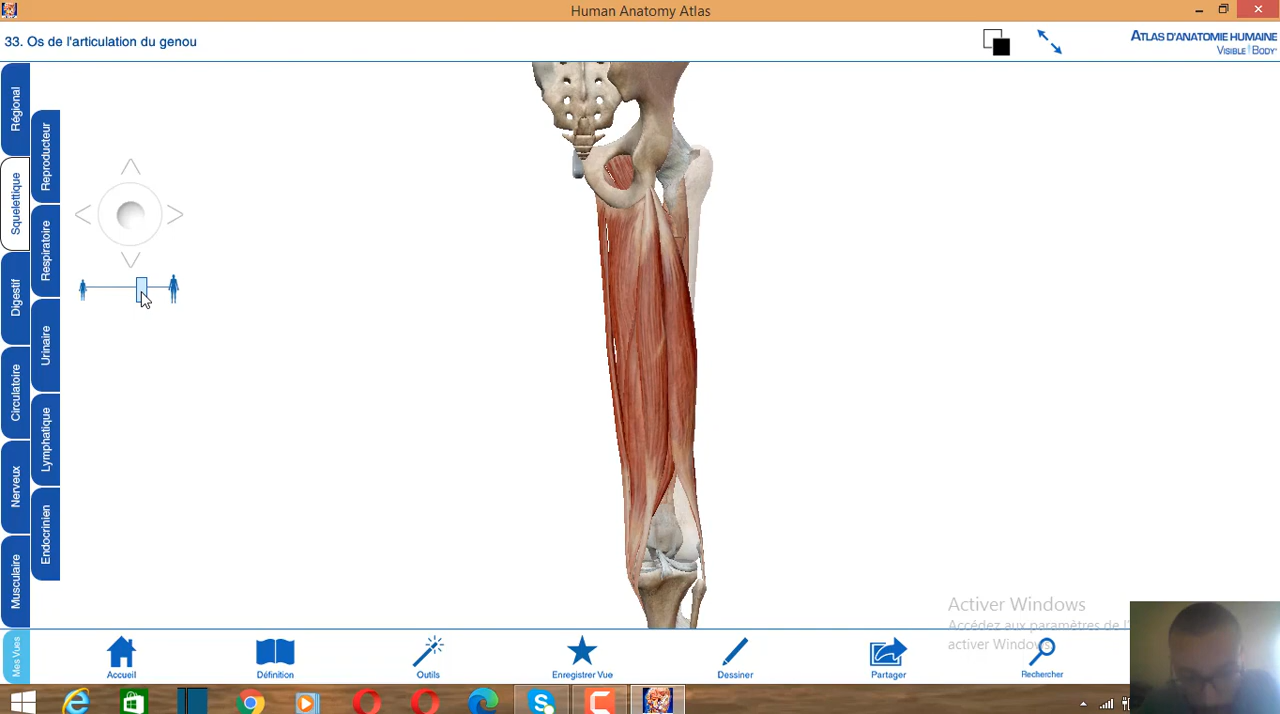 Human Anatomy Atlas
33. Os de l'articulation du genou
ATLAS D'ANATOMIE HUMAINE
VISIBLE BODY
Régional
Squelettique
Digestif
Circulatoire
Nerveux
Musculaire
Mes Vues
Reproducteur
Respiratoire
Urinaire
Lymphatique
Endocrinien
Activer Windows
Accédez aux paramètres de l'
activer Windows
Accueil
Définition
Outils
Enregistrer Vue
Dessiner
Partager
Rechercher